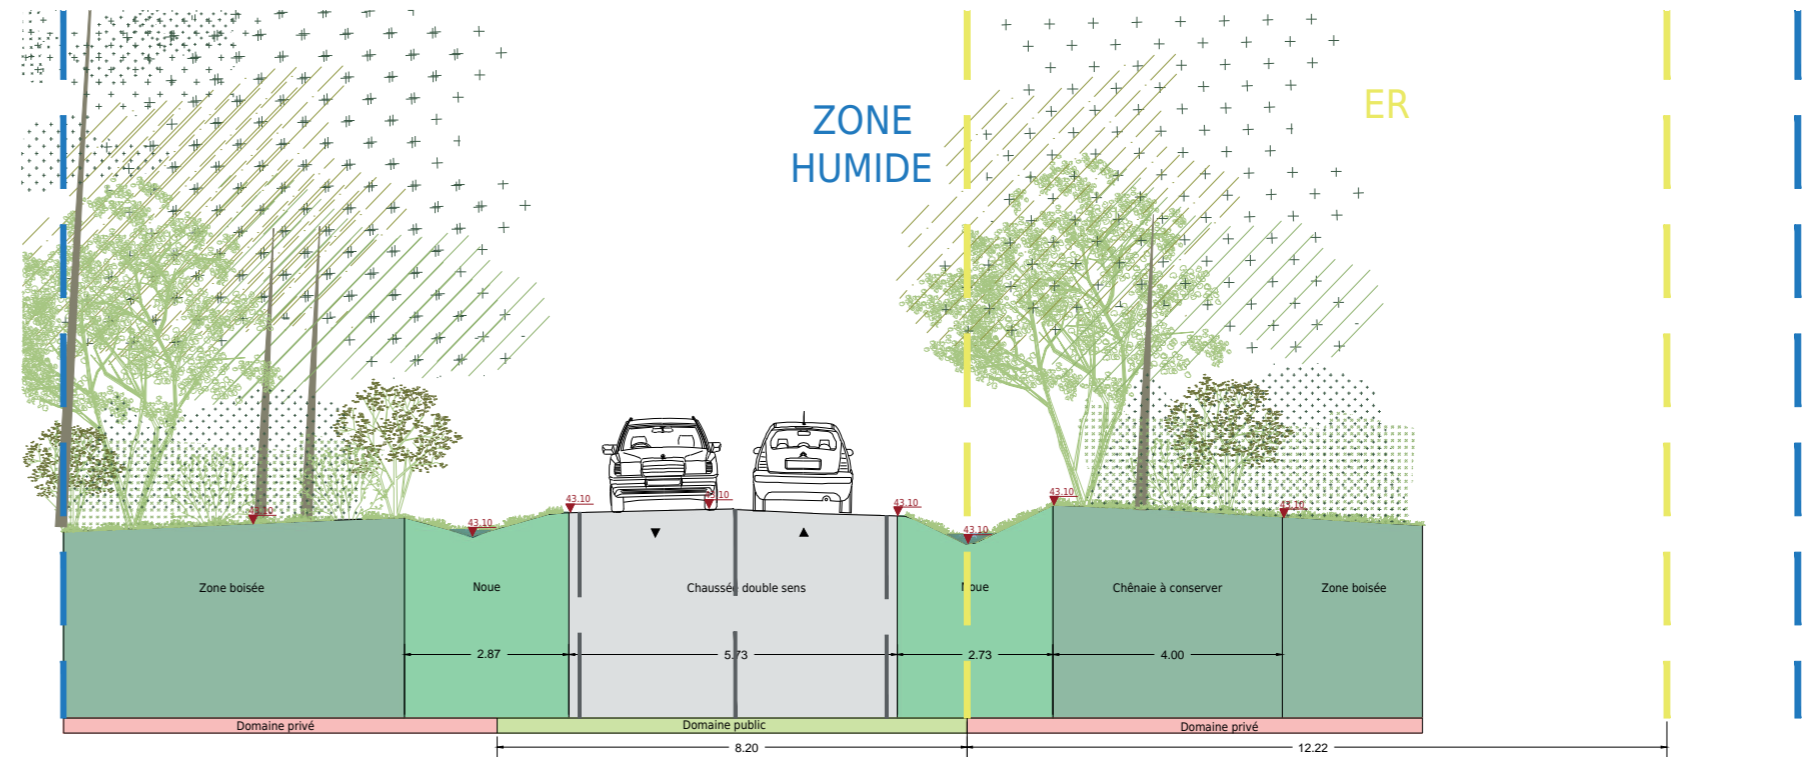 ZONE
HUMIDE
ER
43.10
43.10
43.10
43.10
43.10
43.10
43.10
43.10
Zone boisée
Noue
Chaussée double sens
Noue
Chênaie à conserver
Zone boisée
2.87
5.73
2.73
4.00
Domaine privé
Domaine public
Domaine privé
8.20
12.22